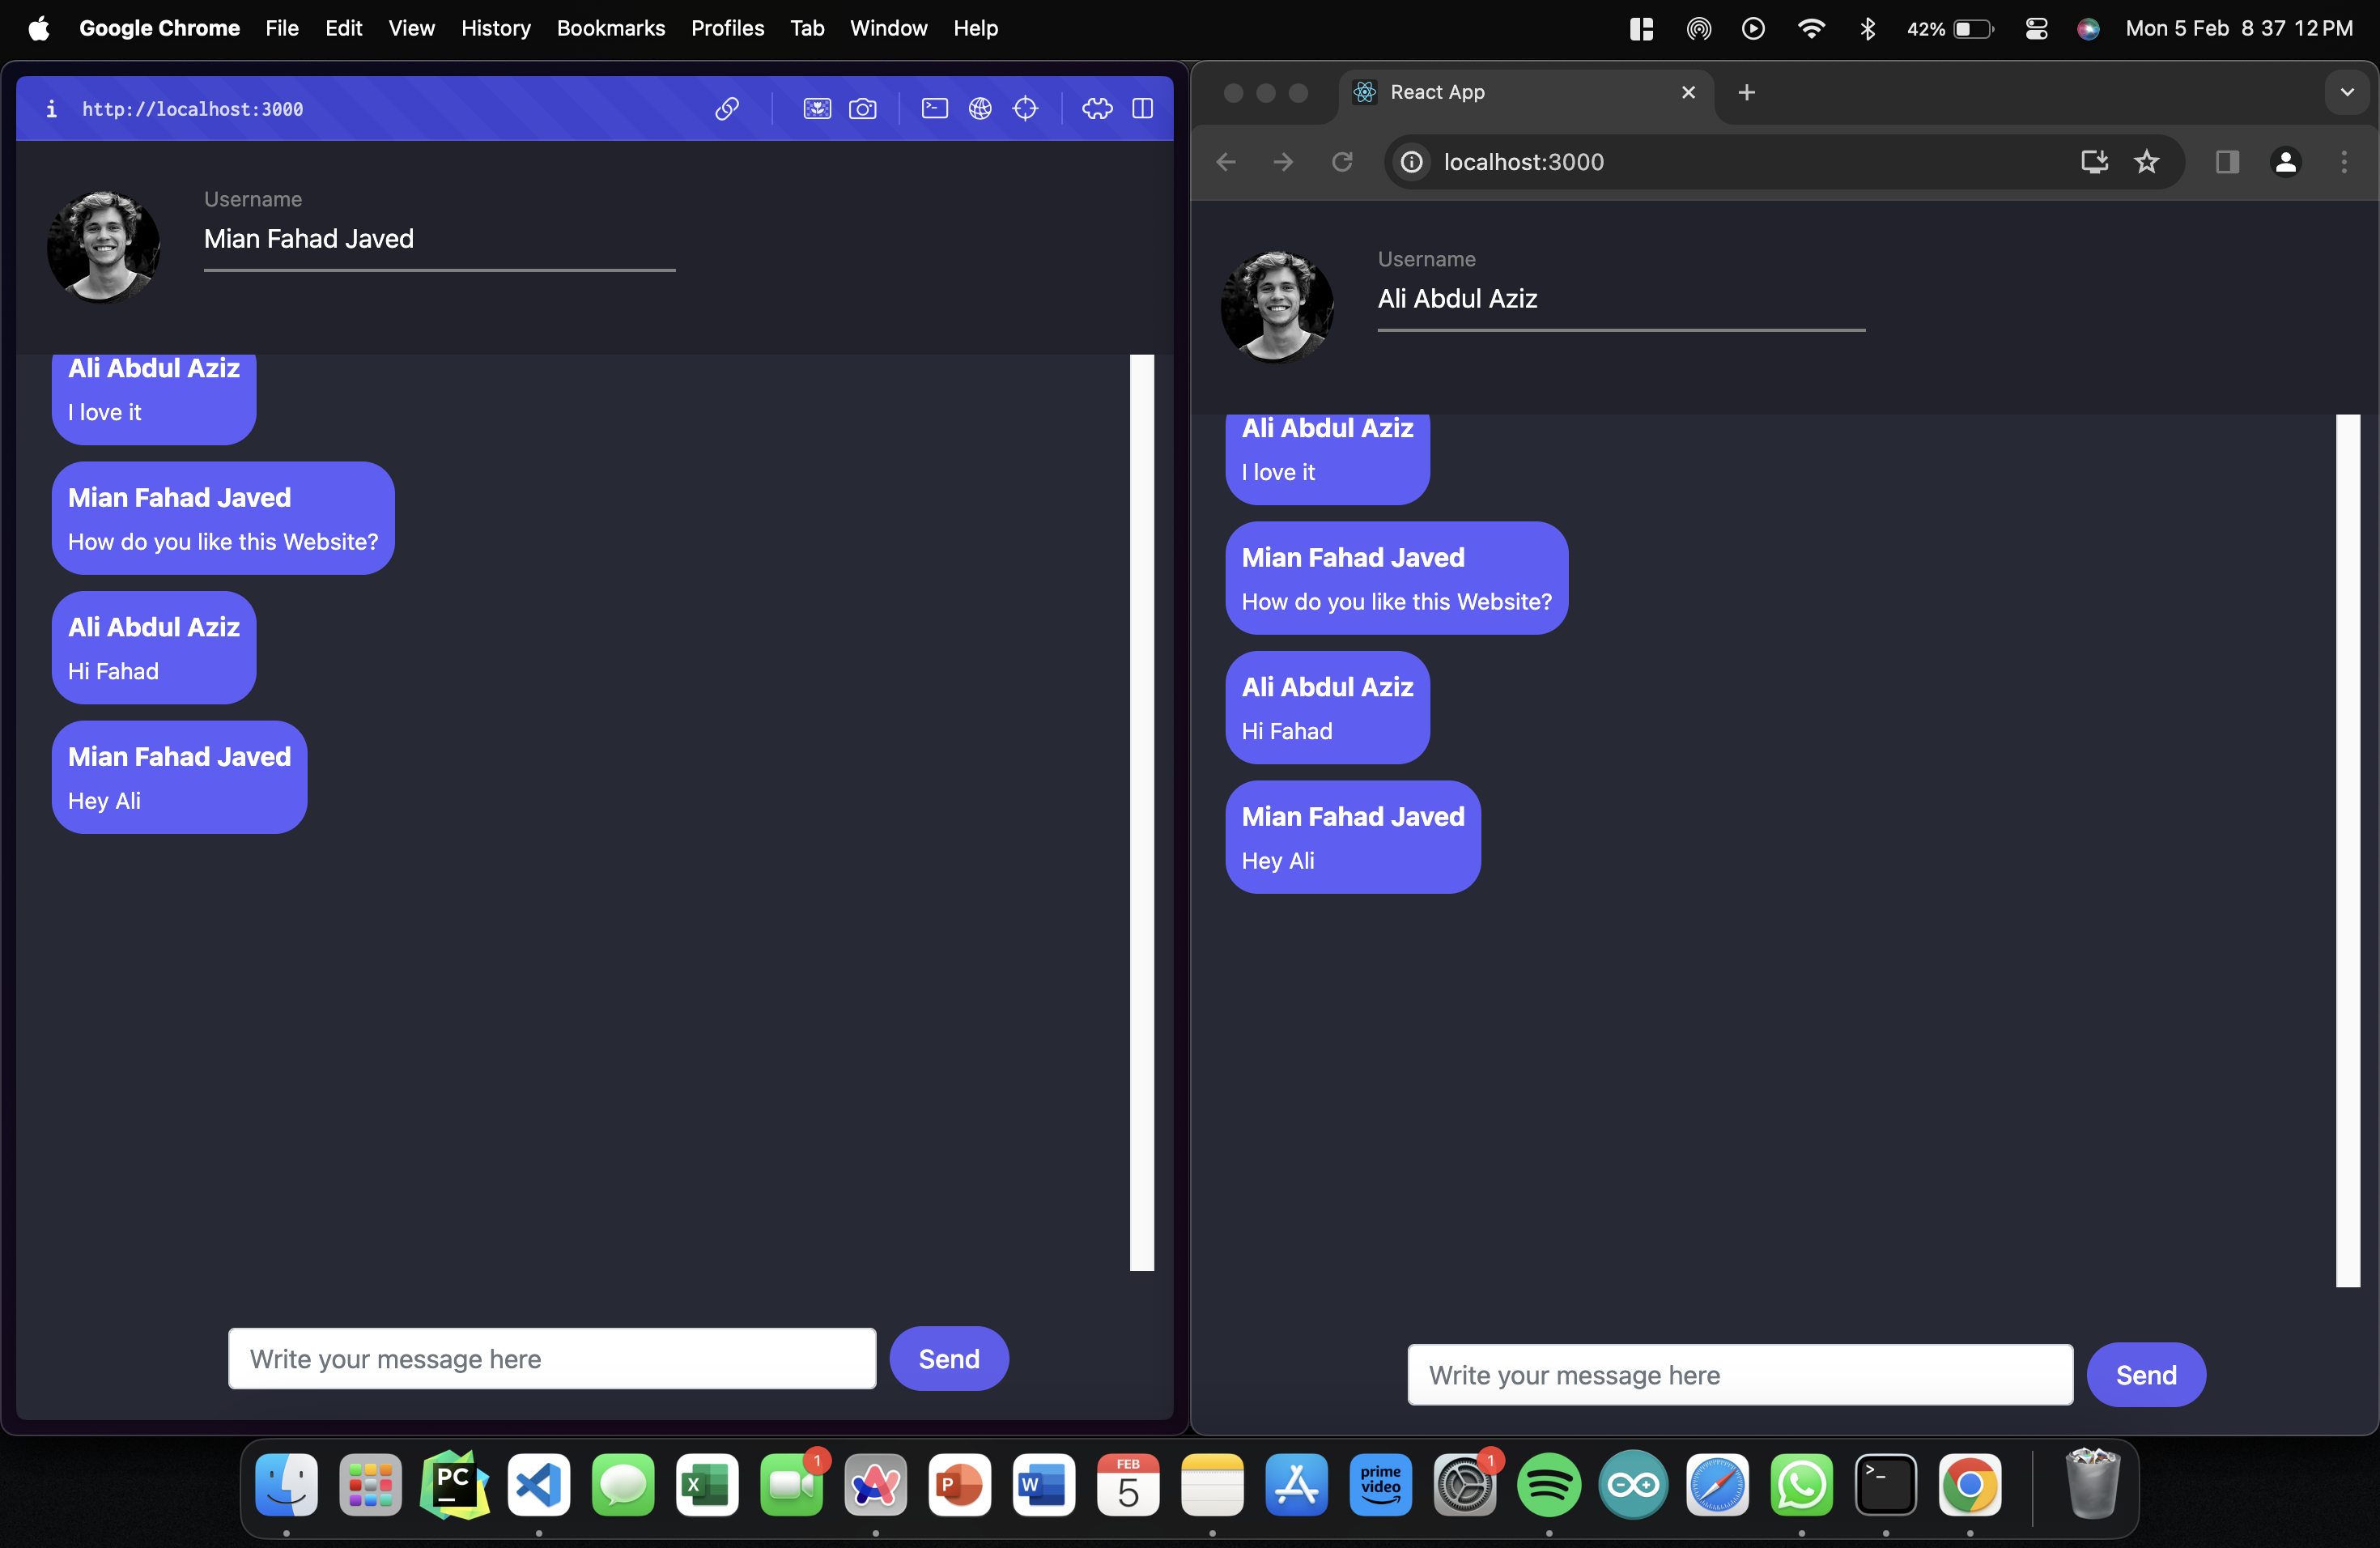 Google Chrome File Edit View History Bookmarks Profiles Tab Window Help
42% Mon 5 Feb 8 37 12 PM
http://localhost:3000
Username
Mian Fahad Javed
Ali Abdul Aziz
I love it
Mian Fahad Javed
How do you like this Website?
Ali Abdul Aziz
Hi Fahad
Mian Fahad Javed
Hey Ali
Write your message here
Send
React App
localhost:3000
Username
Ali Abdul Aziz
Ali Abdul Aziz
I love it
Mian Fahad Javed
How do you like this Website?
Ali Abdul Aziz
Hi Fahad
Mian Fahad Javed
Hey Ali
Write your message here
Send
PC
X
1
P
W
FEB
5
prime
video
1
>_